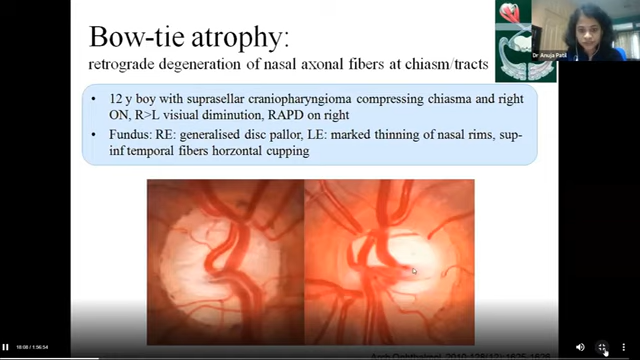 Bow-tie atrophy:
retrograde degeneration of nasal axonal fibers at chiasm/tracts
Dr Anuja Patil
• 12 y boy with suprasellar craniopharyngioma compressing chiasma and right
ON, R>L visiual diminution, RAPD on right
• Fundus: RE: generalised disc pallor, LE: marked thinning of nasal rims, sup-
inf temporal fibers horzontal cupping
18:08 / 1:56:54